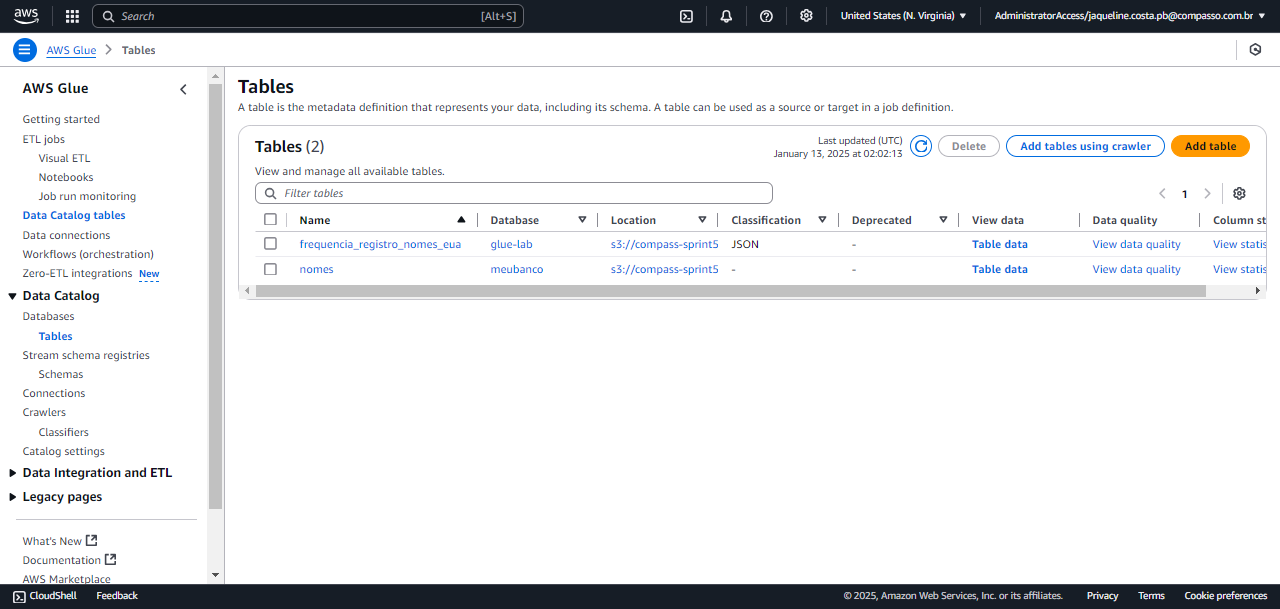 aws
Search [Alt+S]
United States (N. Virginia)
AdministratorAccess/jaqueline.costa.pb@compasso.com.br
AWS Glue > Tables
AWS Glue
Getting started
ETL jobs
Visual ETL
Notebooks
Job run monitoring
Data Catalog tables
Data connections
Workflows (orchestration)
Zero-ETL integrations New
Data Catalog
Databases
Tables
Stream schema registries
Schemas
Connections
Crawlers
Classifiers
Catalog settings
Data Integration and ETL
Legacy pages
What's New
Documentation
AWS Marketplace
Tables
A table is the metadata definition that represents your data, including its schema. A table can be used as a source or target in a job definition.
Tables (2)
Last updated (UTC)
January 13, 2025 at 02:02:13
Delete
Add tables using crawler
Add table
View and manage all available tables.
Filter tables
1
Name Database Location Classification Deprecated View data Data quality Column st
frequencia_registro_nomes_eua glue-lab s3://compass-sprint5 JSON - Table data View data quality View statis
nomes meubanco s3://compass-sprint5 - - Table data View data quality View statis
CloudShell Feedback
© 2025, Amazon Web Services, Inc. or its affiliates. Privacy Terms Cookie preferences